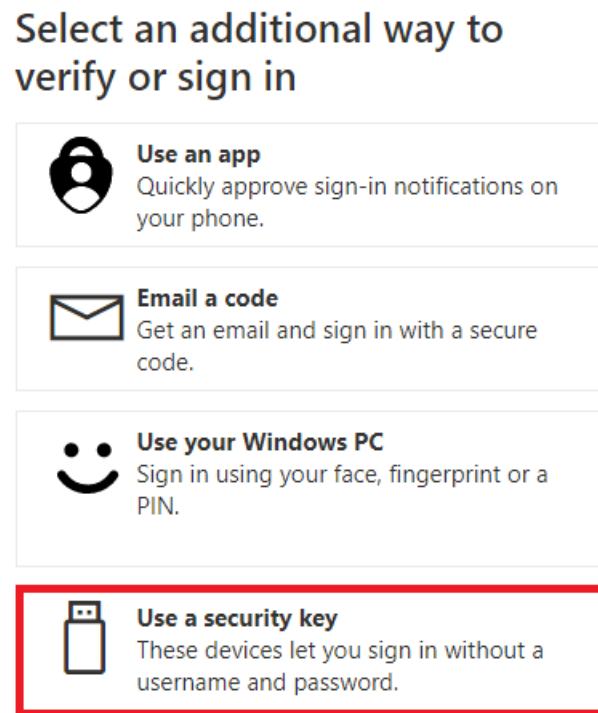 Select an additional way to
verify or sign in
Use an app
Quickly approve sign-in notifications on
your phone.
Email a code
Get an email and sign in with a secure
code.
Use your Windows PC
Sign in using your face, fingerprint or a
PIN.
Use a security key
These devices let you sign in without a
username and password.